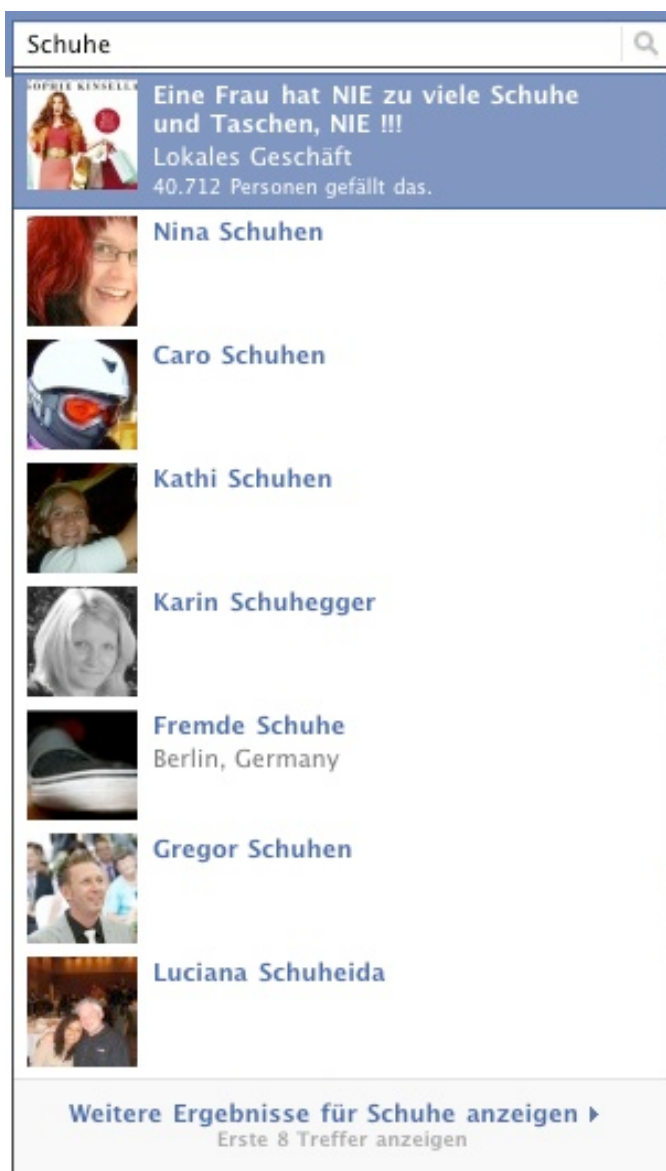 Schuhe
SOPHIE KINSELLA
Eine Frau hat NIE zu viele Schuhe
und Taschen, NIE !!!
Lokales Geschäft
40.712 Personen gefällt das.
Nina Schuhen
Caro Schuhen
Kathi Schuhen
Karin Schuhegger
Fremde Schuhe
Berlin, Germany
Gregor Schuhen
Luciana Schuheida
Weitere Ergebnisse für Schuhe anzeigen
Erste 8 Treffer anzeigen